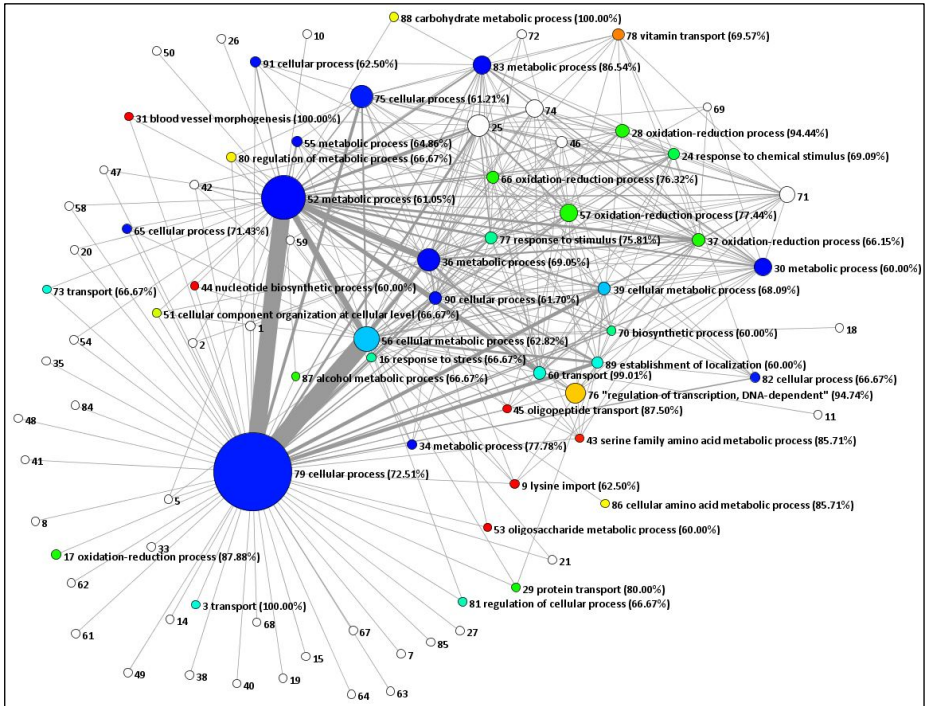 88 carbohydrate metabolic process (100.00%)
10
72
26
78 vitamin transport (69.57%)
50
91 cellular process (62.50%)
83 metabolic process (86.54%)
75 cellular process (61.21%)
74
69
31 blood vessel morphogenesis (100.00%)
25
28 oxidation-reduction process (94.44%)
55 metabolic process (64.86%)
46
24 response to chemical stimulus (69.09%)
80 regulation of metabolic process (66.67%)
47
66 oxidation-reduction process (76.32%)
42
52 metabolic process (61.05%)
71
58
57 oxidation-reduction process (77.44%)
65 cellular process (71.43%)
77 response to stimulus (75.81%)
37 oxidation-reduction process (66.15%)
59
20
36 metabolic process (69.05%)
30 metabolic process (60.00%)
73 transport (66.67%)
44 nucleotide biosynthetic process (60.00%)
39 cellular metabolic process (68.09%)
90 cellular process (61.70%)
51 cellular component organization at cellular level (66.67%)
1
18
70 biosynthetic process (60.00%)
54
2
56 cellular metabolic process (62.82%)
16 response to stress (66.67%)
35
89 establishment of localization (60.00%)
60 transport (99.01%)
87 alcohol metabolic process (66.67%)
82 cellular process (66.67%)
76 "regulation of transcription, DNA-dependent" (94.74%)
84
45 oligopeptide transport (87.50%)
11
48
43 serine family amino acid metabolic process (85.71%)
34 metabolic process (77.78%)
41
79 cellular process (72.51%)
9 lysine import (62.50%)
5
86 cellular amino acid metabolic process (85.71%)
8
53 oligosaccharide metabolic process (60.00%)
33
17 oxidation-reduction process (87.88%)
21
62
29 protein transport (80.00%)
3 transport (100.00%)
81 regulation of cellular process (66.67%)
14
68
61
67
27
85
7
15
49
38
40
19
64
63